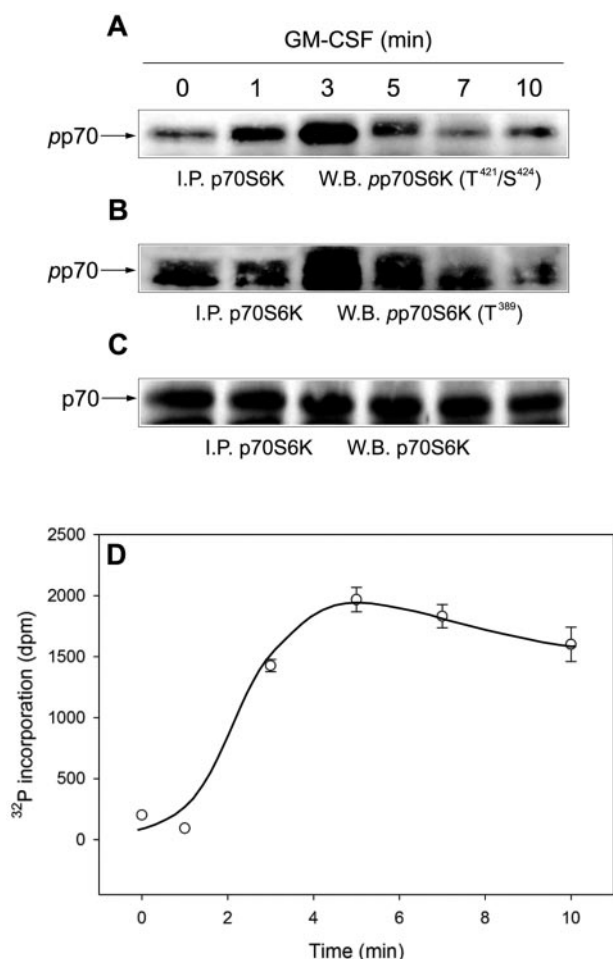 A
GM-CSF (min)
0 1 3 5 7 10
pp70
I.P. p70S6K W.B. pp70S6K (T421/S424)
B
pp70
I.P. p70S6K W.B. pp70S6K (T389)
C
p70
I.P. p70S6K W.B. p70S6K
D
2500
2000
1500
1000
500
0
32P incorporation (dpm)
0 2 4 6 8 10
Time (min)